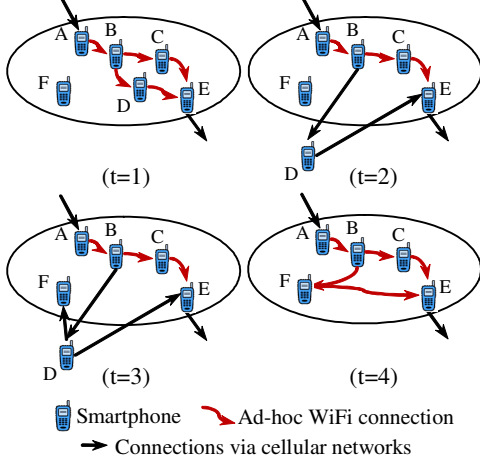 A B C
F
D E
(t=1)
A B C
F
E
D
(t=2)
A B C
F
E
D
(t=3)
A B C
F
E
(t=4)
Smartphone Ad-hoc WiFi connection
Connections via cellular networks